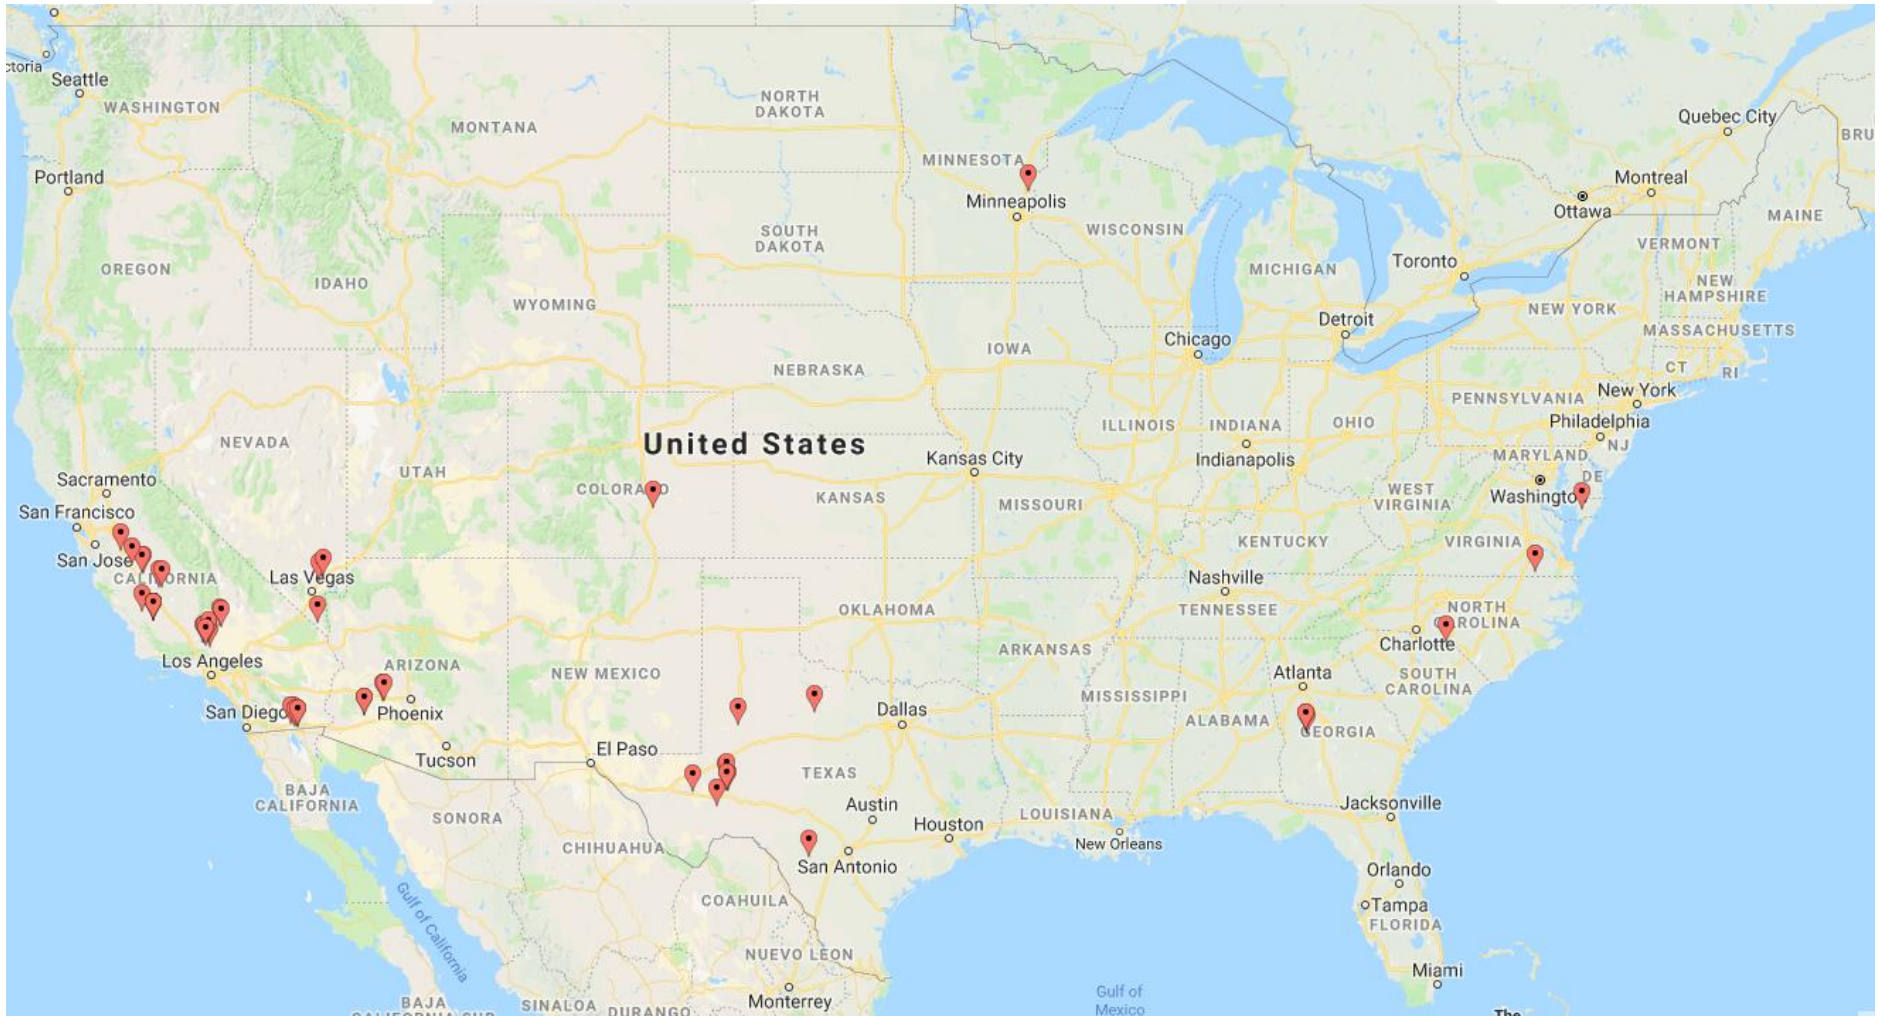 ctoria
Seattle
WASHINGTON
MONTANA
NORTH
DAKOTA
Quebec City
BRU
MINNESOTA
Portland
Montreal
Minneapolis
Ottawa
MAINE
WISCONSIN
SOUTH
DAKOTA
VERMONT
OREGON
IDAHO
MICHIGAN
Toronto
NEW
HAMPSHIRE
WYOMING
NEW YORK
Detroit
MASSACHUSETTS
Chicago
IOWA
NEBRASKA
CT
RI
New York
PENNSYLVANIA
Philadelphia
ILLINOIS
INDIANA
OHIO
NJ
NEVADA
United States
UTAH
Kansas City
Indianapolis
MARYLAND
DE
Sacramento
COLORADO
KANSAS
MISSOURI
WEST
VIRGINIA
Washington
San Francisco
KENTUCKY
VIRGINIA
San Jose
CALIFORNIA
Las Vegas
Nashville
TENNESSEE
OKLAHOMA
NORTH
CAROLINA
Charlotte
ARKANSAS
Los Angeles
ARIZONA
NEW MEXICO
Atlanta
SOUTH
CAROLINA
MISSISSIPPI
San Diego
Phoenix
Dallas
ALABAMA
GEORGIA
Tucson
El Paso
TEXAS
BAJA
CALIFORNIA
SONORA
Austin
Houston
LOUISIANA
Jacksonville
CHIHUAHUA
New Orleans
San Antonio
Orlando
COAHUILA
Tampa
FLORIDA
Gulf of California
NUEVO LEON
Miami
Monterrey
Gulf of
Mexico
BAJA
CALIFORNIA SUR
SINALOA
DURANGO
The